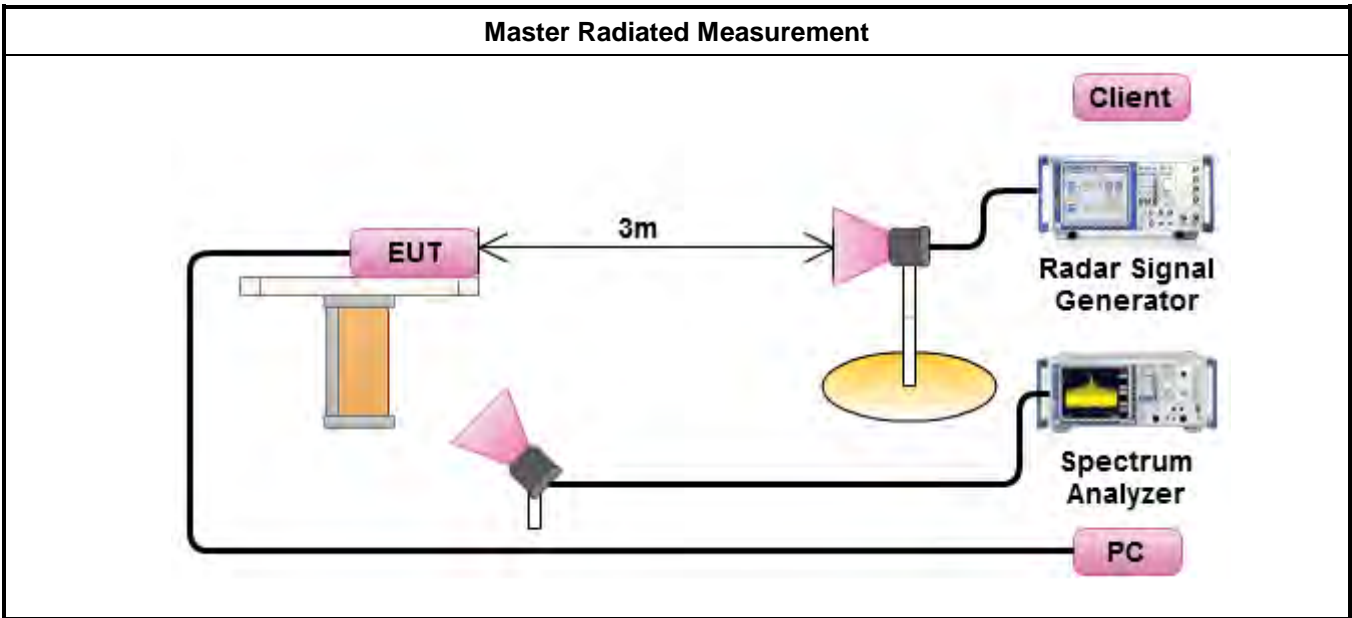 Master Radiated Measurement
Client
EUT
3m
Radar Signal
Generator
Spectrum
Analyzer
PC